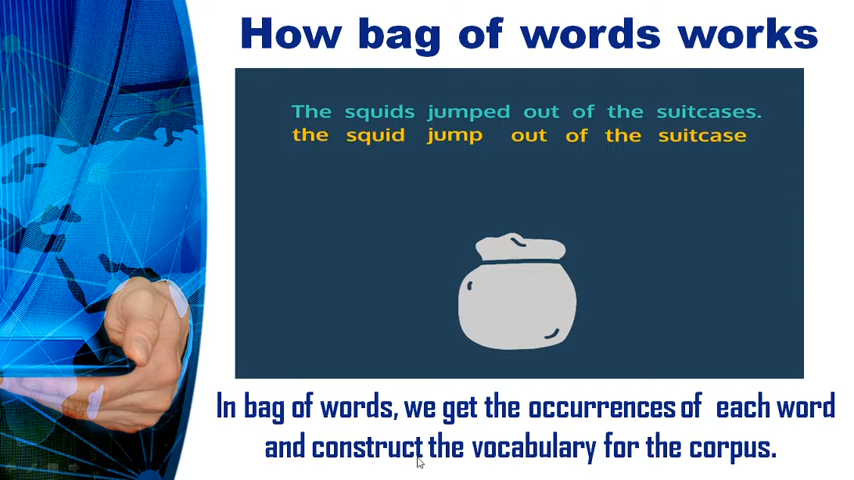 How bag of words works
The squids jumped out of the suitcases.
the squid jump out of the suitcase
In bag of words, we get the occurrences of each word
and construct the vocabulary for the corpus.